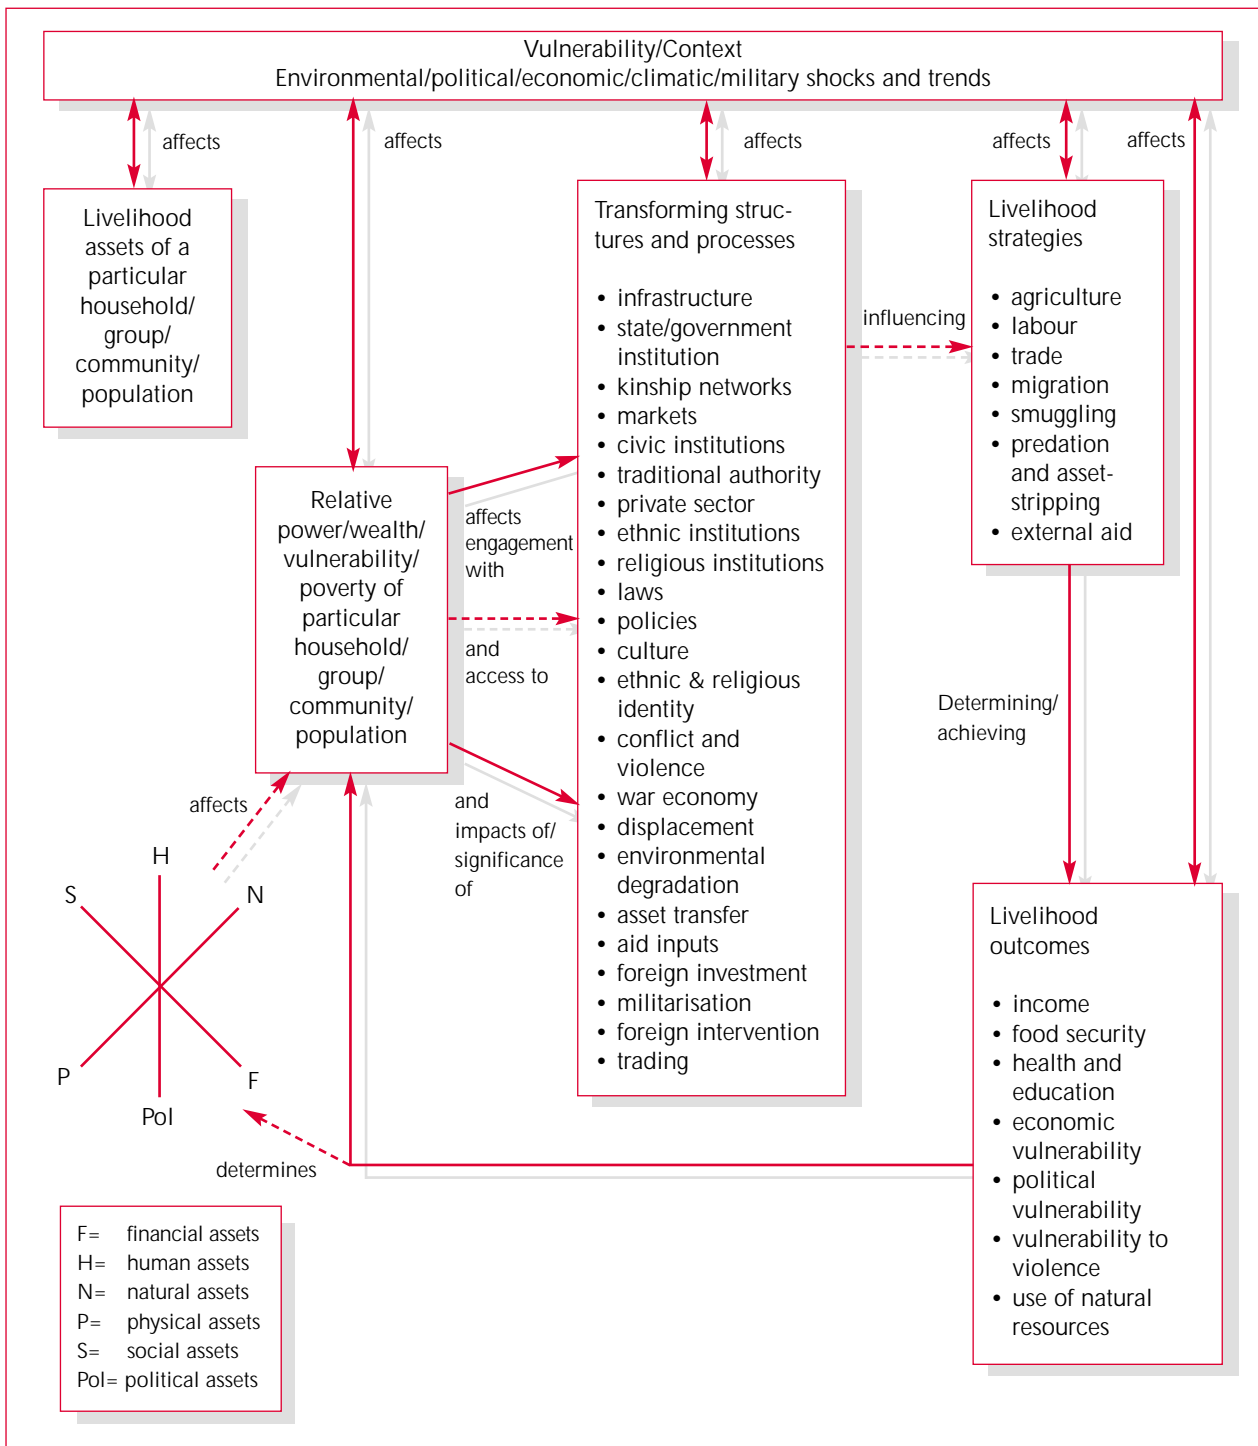 Vulnerability/Context
Environmental/political/economic/climatic/military shocks and trends
affects
affects
affects
affects
affects
Livelihood
assets of a
particular
household/
group/
community/
population
Relative
power/wealth/
vulnerability/
poverty of
particular
household/
group/
community/
population
affects
engagement
with
and
access to
and
impacts of/
significance
of
Transforming struc-
tures and processes
• infrastructure
• state/government
institution
• kinship networks
• markets
• civic institutions
• traditional authority
• private sector
• ethnic institutions
• religious institutions
• laws
• policies
• culture
• ethnic & religious
identity
• conflict and
violence
• war economy
• displacement
• environmental
degradation
• asset transfer
• aid inputs
• foreign investment
• militarisation
• foreign intervention
• trading
influencing
Livelihood
strategies
• agriculture
• labour
• trade
• migration
• smuggling
• predation
and asset-
stripping
• external aid
Determining/
achieving
Livelihood
outcomes
• income
• food security
• health and
education
• economic
vulnerability
• political
vulnerability
• vulnerability to
violence
• use of natural
resources
affects
H
S
N
P
F
Pol
determines
F= financial assets
H= human assets
N= natural assets
P= physical assets
S= social assets
Pol= political assets